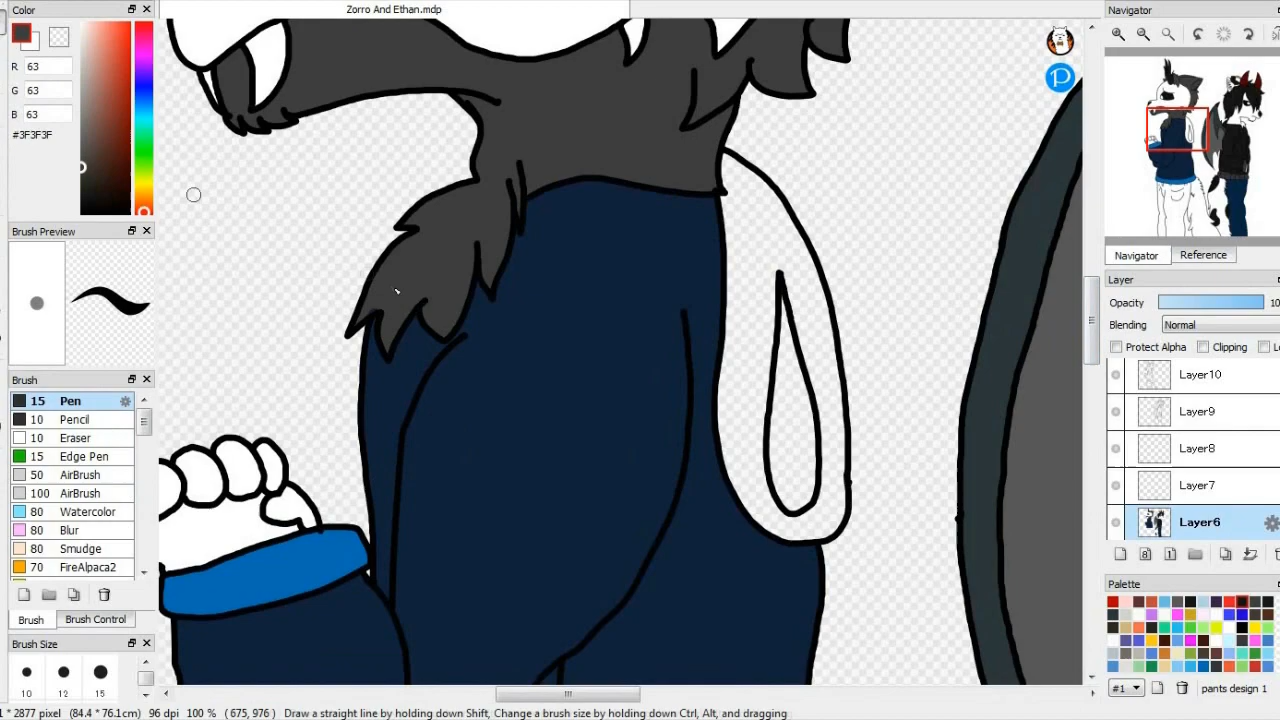 Color
Zorro And Ethan.mdp
Navigator
R 63
G 63
B 63
#3F3F3F
Brush Preview
P
Navigator Reference
Layer
Opacity 10
Blending Normal
Protect Alpha Clipping Lo
Layer10
Layer9
Layer8
Layer7
Layer6
Brush
15 Pen
10 Pencil
10 Eraser
15 Edge Pen
50 AirBrush
100 AirBrush
80 Watercolor
80 Blur
80 Smudge
70 FireAlpaca2
Brush Brush Control
Brush Size
10 12 15
Palette
#1 pants design 1
1 * 2877 pixel (84.4 * 76.1cm) 96 dpi 100 % ( 675, 976 ) Draw a straight line by holding down Shift, Change a brush size by holding down Ctrl, Alt, and dragging